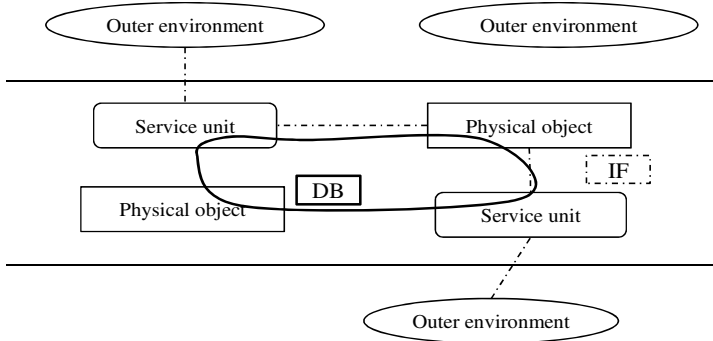 Outer environment
Outer environment
Service unit
Physical object
IF
DB
Physical object
Service unit
Outer environment